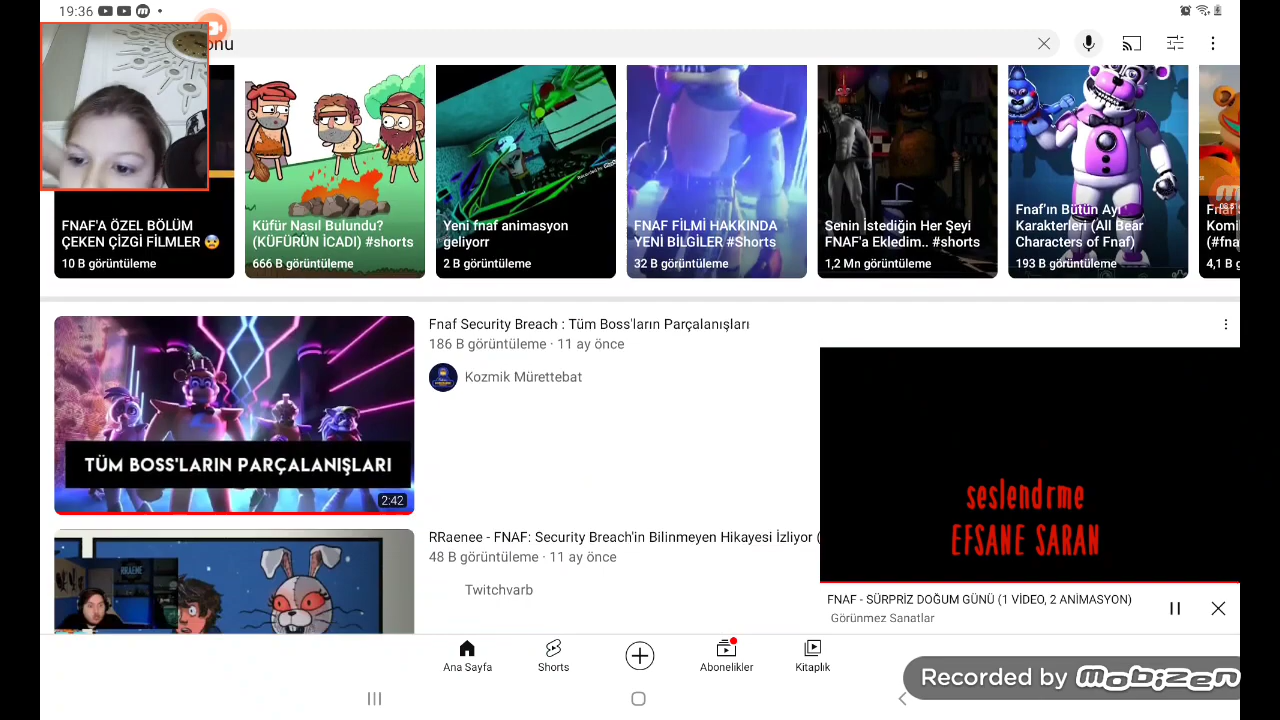 19:36
onu
FNAF'A ÖZEL BÖLÜM
ÇEKEN ÇİZGİ FİLMLER 😰
10 B görüntüleme
Küfür Nasıl Bulundu?
(KÜFÜRÜN İCADI) #shorts
666 B görüntüleme
Yeni fnaf animasyon
geliyorr
2 B görüntüleme
FNAF FİLMİ HAKKINDA
YENİ BİLGİLER #Shorts
32 B görüntüleme
Senin İstediğin Her Şeyi
FNAF'a Ekledim.. #shorts
1,2 Mn görüntüleme
Fnaf'ın Bütün Ayı
Karakterleri (All Bear
Characters of Fnaf)
193 B görüntüleme
Fnaf
Komi
(#fna
4,1 B g
TÜM BOSS'LARIN PARÇALANIŞLARI
2:42
Fnaf Security Breach : Tüm Boss'ların Parçalanışları
186 B görüntüleme · 11 ay önce
Kozmik Mürettebat
RRAENE
RRaenee - FNAF: Security Breach'in Bilinmeyen Hikayesi İzliyor (
48 B görüntüleme · 11 ay önce
Twitchvarb
seslendrme
EFSANE SARAN
FNAF - SÜRPRİZ DOĞUM GÜNÜ (1 VİDEO, 2 ANİMASYON)
Görünmez Sanatlar
Ana Sayfa
Shorts
Abonelikler
Kitaplık
Recorded by mobizen